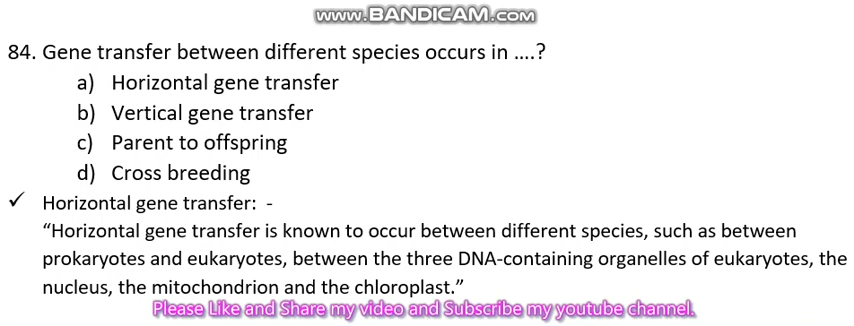 www.BANDICAM.COM
84. Gene transfer between different species occurs in ....?
a) Horizontal gene transfer
b) Vertical gene transfer
c) Parent to offspring
d) Cross breeding
✓ Horizontal gene transfer: -
“Horizontal gene transfer is known to occur between different species, such as between
prokaryotes and eukaryotes, between the three DNA-containing organelles of eukaryotes, the
nucleus, the mitochondrion and the chloroplast.”
Please Like and Share my video and Subscribe my youtube channel.